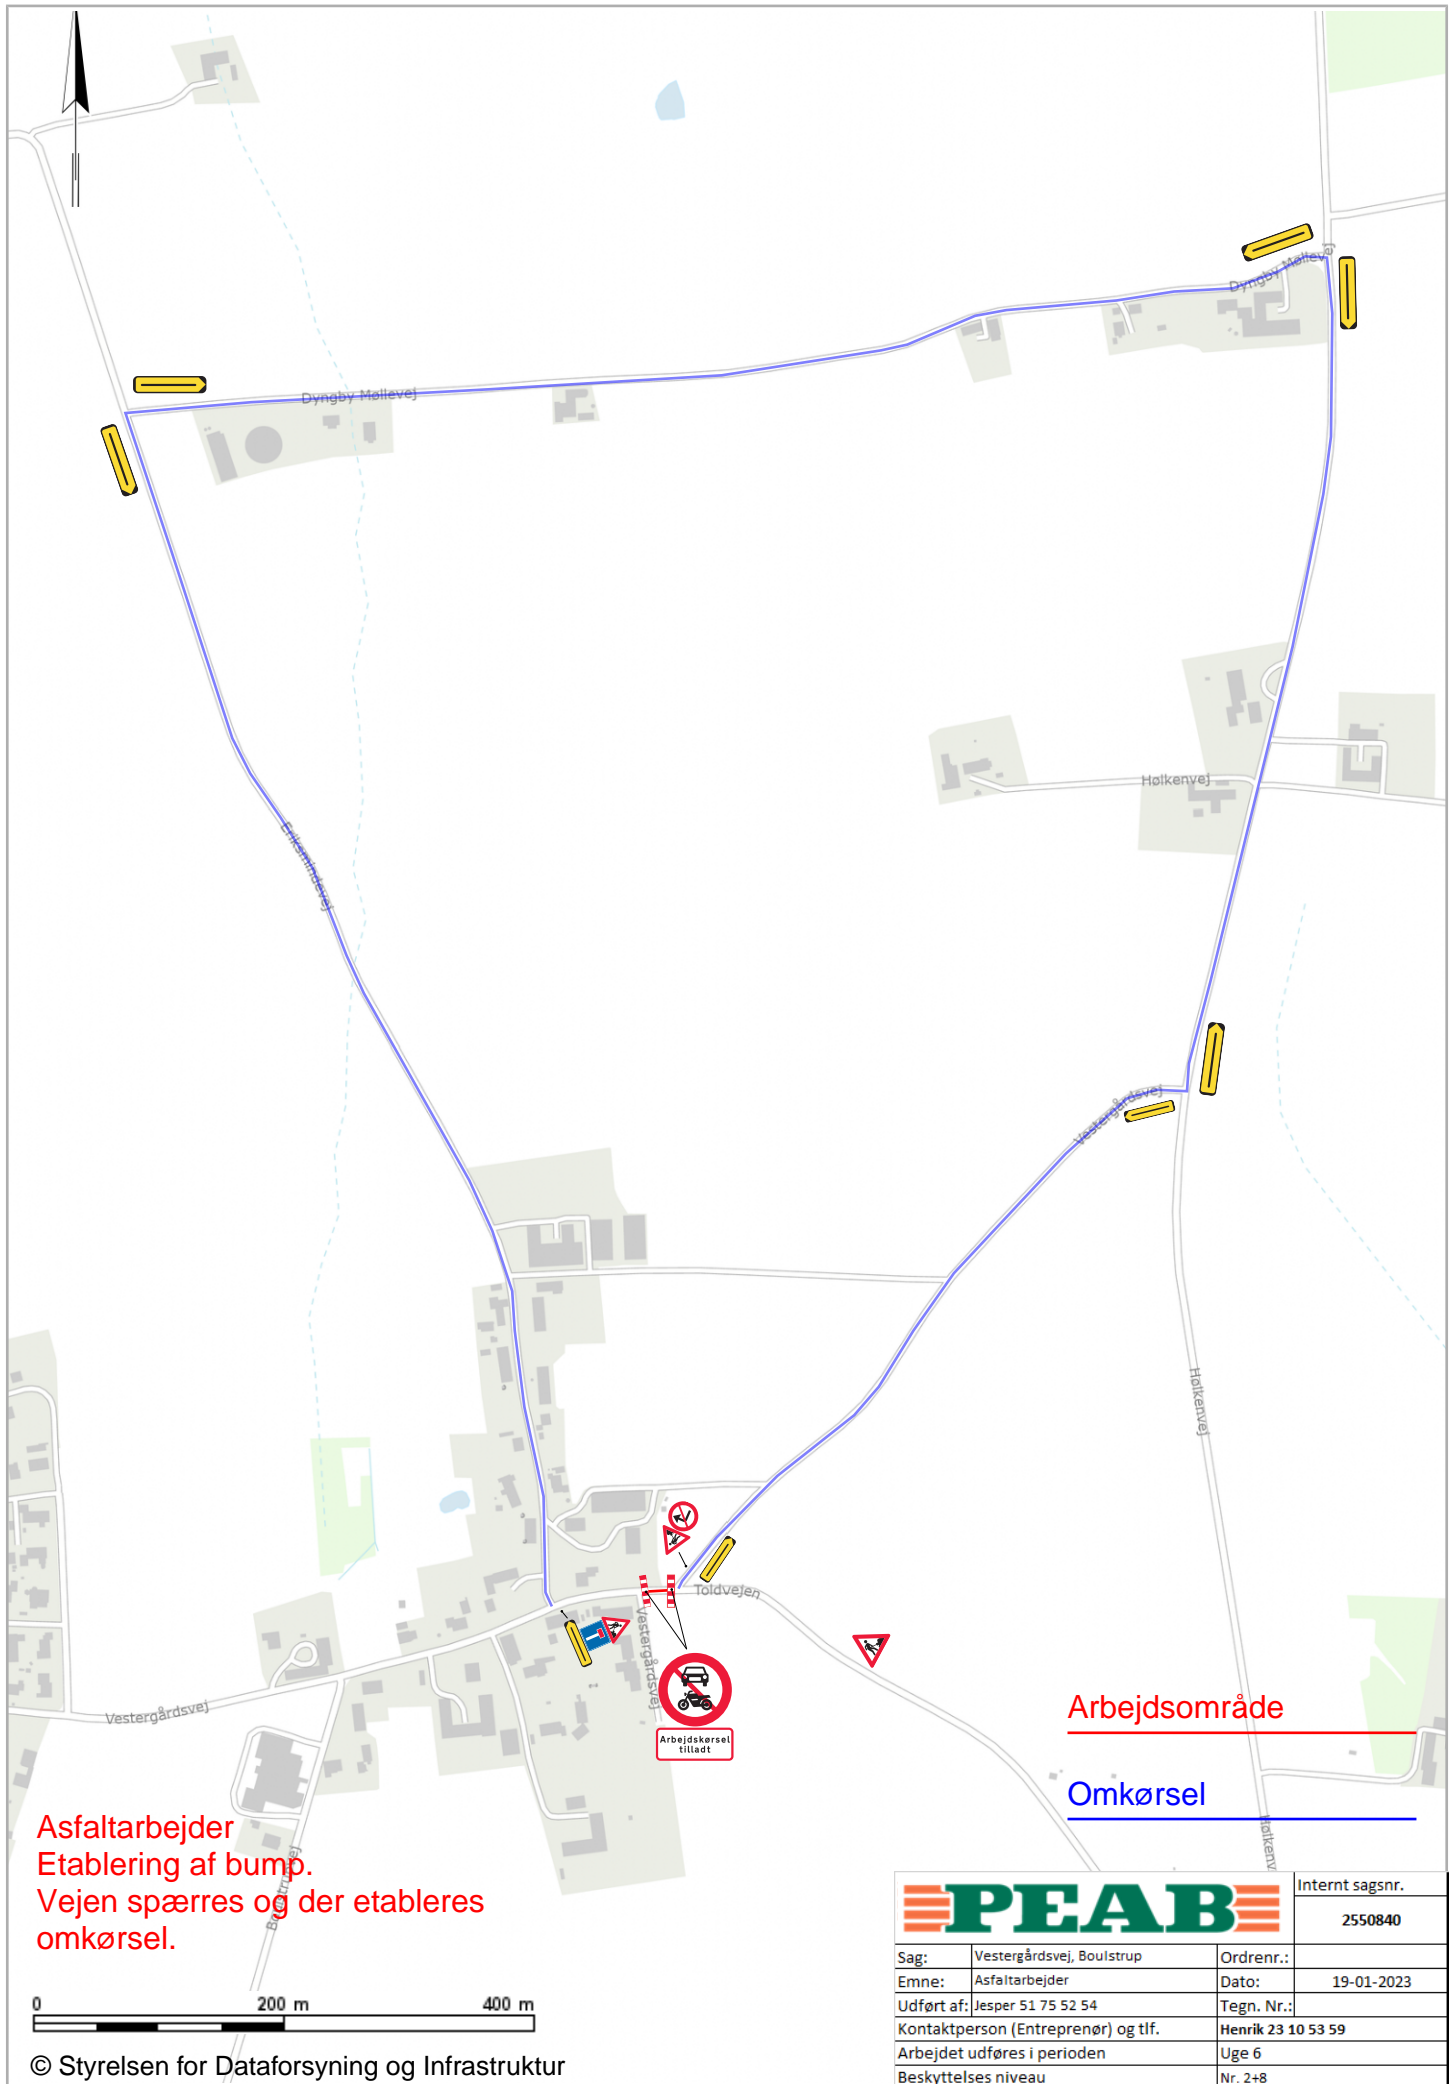 Dyngby Møllevej
Dyngby Møllevej
Hølkenvej
Eriksmindevej
Vestergårdsvej
Hølkenvej
Toldvejen
Vestergårdsvej
Arbejdskørsel
tilladt
Vestergårdsvej
Arbejdsområde
Omkørsel
Hølkenv
Boulstrupvej
Asfaltarbejder
Etablering af bump.
Vejen spærres og der etableres
omkørsel.
0 200 m 400 m
© Styrelsen for Dataforsyning og Infrastruktur
PEAB
Internt sagsnr.
2550840
Sag: Vestergårdsvej, Boulstrup Ordrenr.:
Emne: Asfaltarbejder Dato: 19-01-2023
Udført af: Jesper 51 75 52 54 Tegn. Nr.:
Kontaktperson (Entreprenør) og tlf. Henrik 23 10 53 59
Arbejdet udføres i perioden Uge 6
Beskyttelses niveau Nr. 2+8